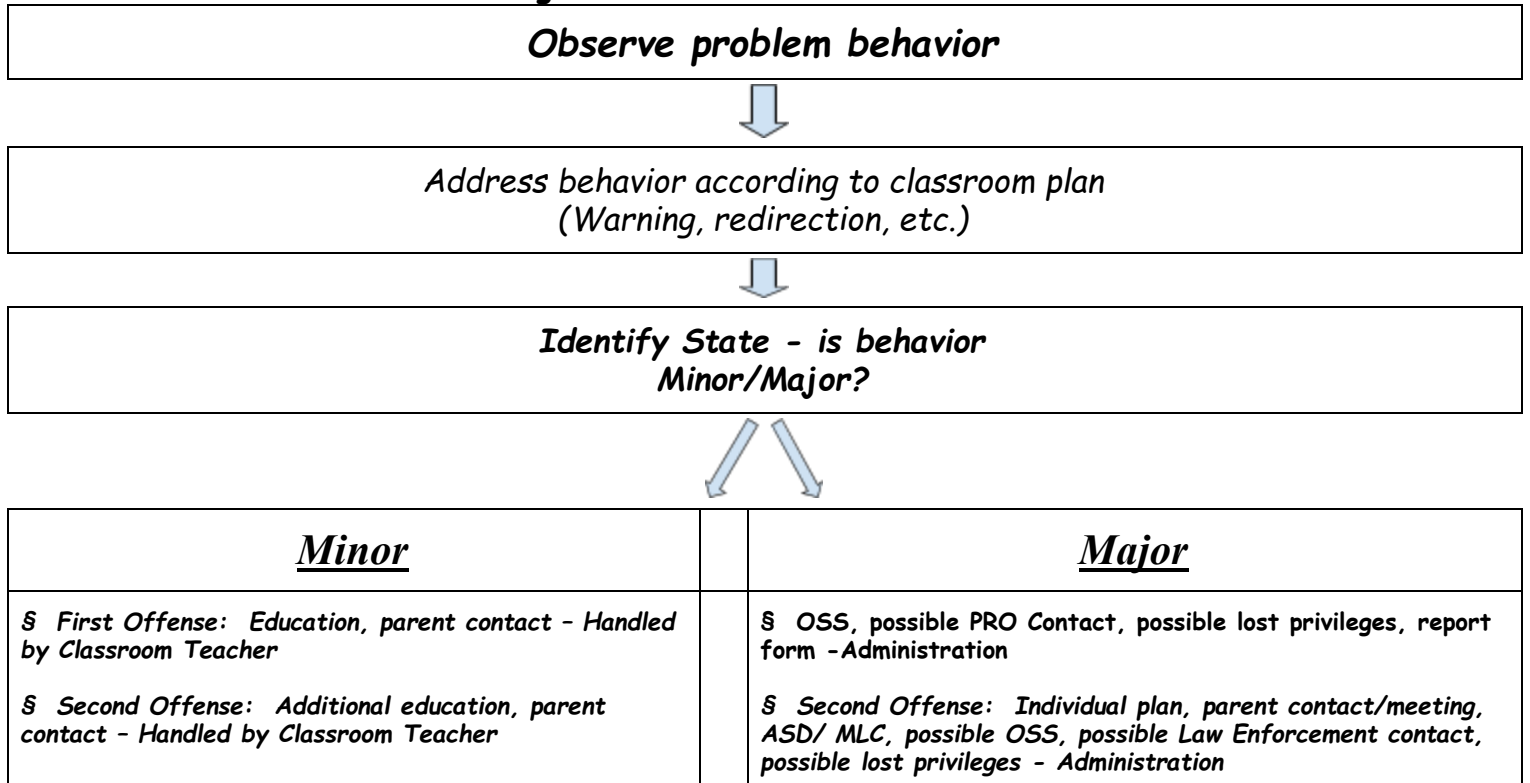 Observe problem behavior
Address behavior according to classroom plan
(Warning, redirection, etc.)
Identify State - is behavior
Minor/Major?
Minor
Major
§ First Offense: Education, parent contact – Handled
by Classroom Teacher
§ Second Offense: Additional education, parent
contact – Handled by Classroom Teacher
§ OSS, possible PRO Contact, possible lost privileges, report
form -Administration
§ Second Offense: Individual plan, parent contact/meeting,
ASD/ MLC, possible OSS, possible Law Enforcement contact,
possible lost privileges - Administration